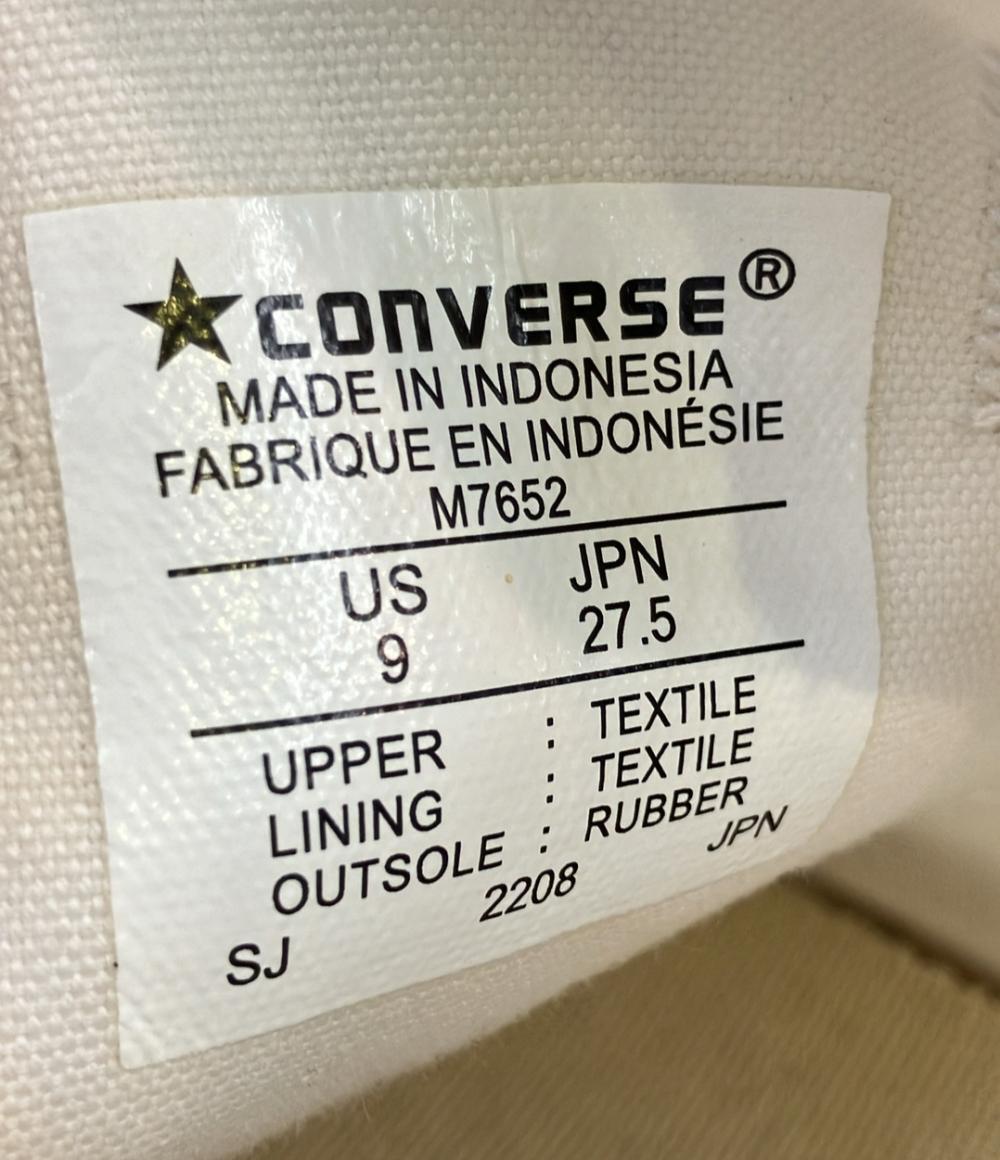 ★CONVERSE®
MADE IN INDONESIA
FABRIQUE EN INDONÉSIE
M7652
US JPN
9 27.5
UPPER : TEXTILE
LINING : TEXTILE
OUTSOLE : RUBBER
SJ 2208 JPN